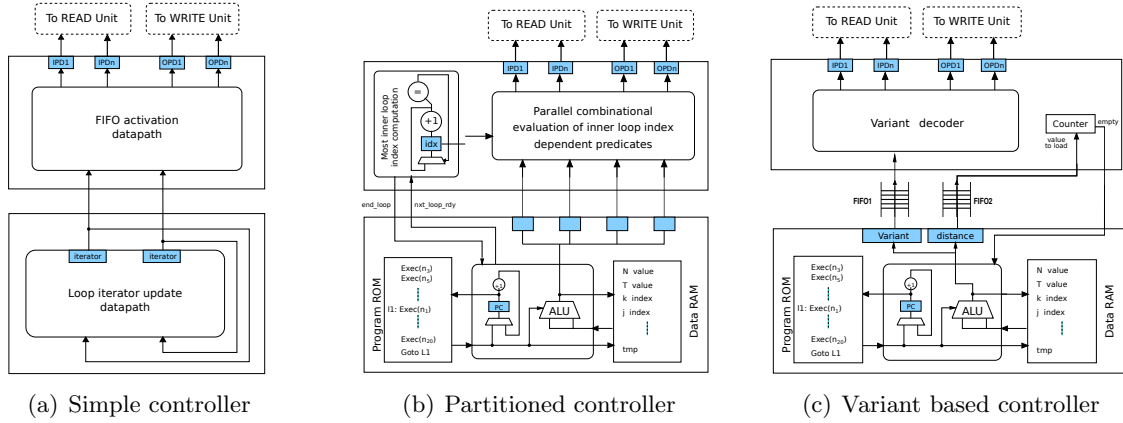 To READ Unit
To WRITE Unit
IPD1
IPDn
OPD1
OPDn
FIFO activation
datapath
iterator
iterator
Loop iterator update
datapath
(a) Simple controller
To READ Unit
To WRITE Unit
IPD1
IPDn
OPD1
OPDn
Most inner loop
index computation
=
+1
idx
Parallel combinational
evaluation of inner loop index
dependent predicates
end_loop
nxt_loop_rdy
Program ROM
Exec(n3)
Exec(n5)
l1: Exec(n1)
Exec(n20)
Goto L1
+1
PC
ALU
N value
T value
k index
j index
tmp
Data RAM
(b) Partitioned controller
To READ Unit
To WRITE Unit
IPD1
IPDn
OPD1
OPDn
Variant decoder
Counter
empty
value
to load
FIFO1
FIFO2
Variant
distance
Program ROM
Exec(n3)
Exec(n5)
l1: Exec(n1)
Exec(n20)
Goto L1
+1
PC
ALU
N value
T value
k index
j index
tmp
Data RAM
(c) Variant based controller